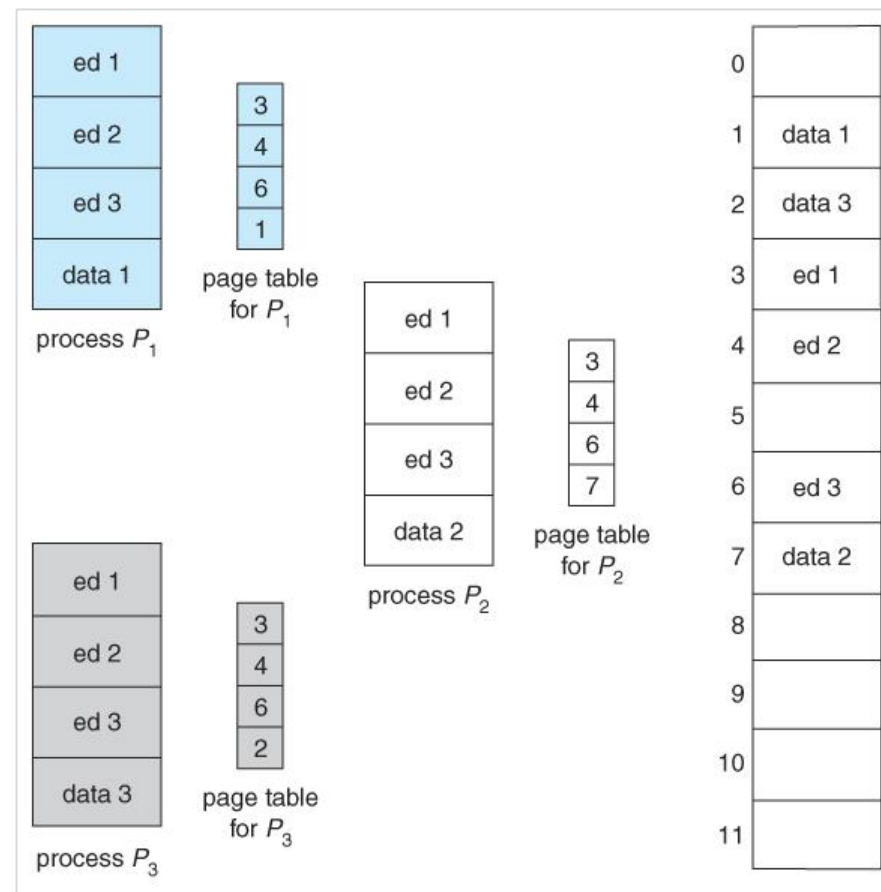 ed 1
ed 2
ed 3
data 1
process P1
3
4
6
1
page table
for P1
ed 1
ed 2
ed 3
data 2
process P2
3
4
6
7
page table
for P2
ed 1
ed 2
ed 3
data 3
process P3
3
4
6
2
page table
for P3
0
1 data 1
2 data 3
3 ed 1
4 ed 2
5
6 ed 3
7 data 2
8
9
10
11